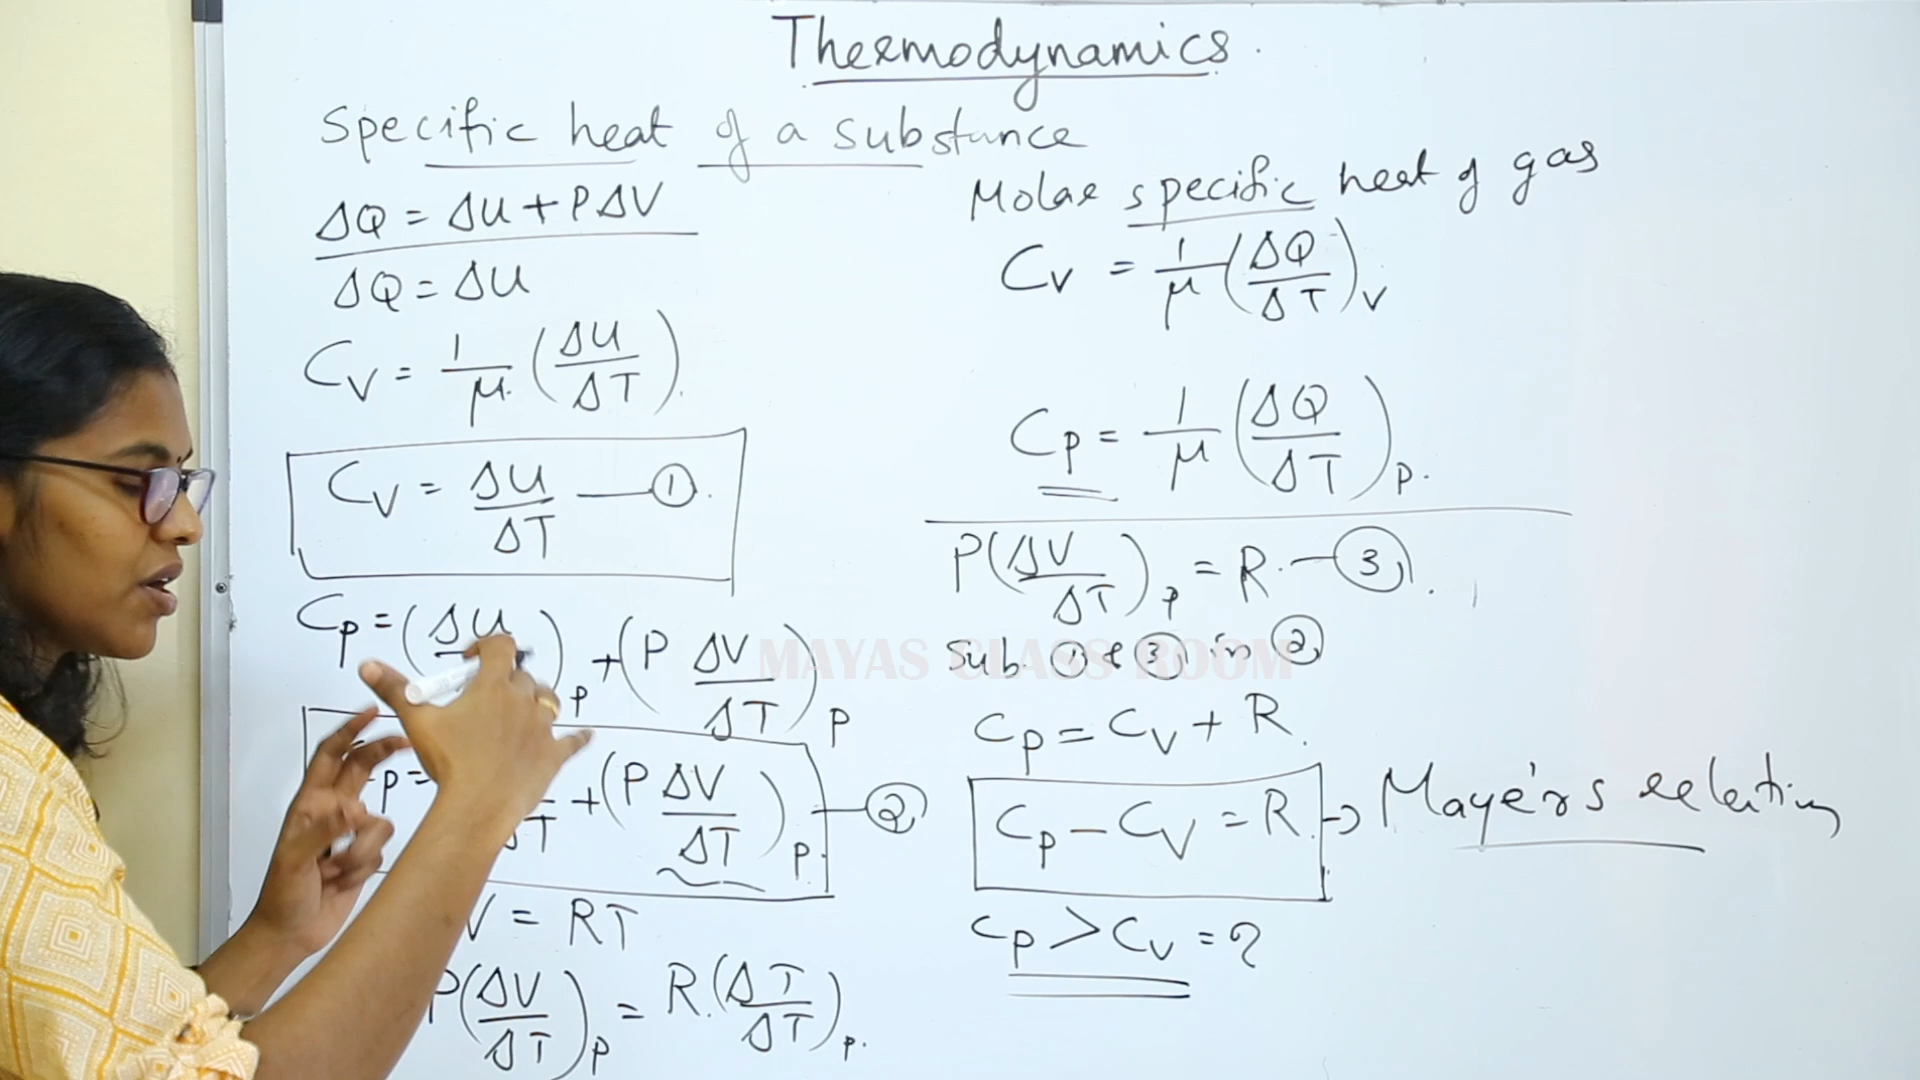 Thermodynamics
Specific heat of a substance
ΔQ = ΔU + PΔV
ΔQ = ΔU
Cv = 1/μ (ΔU/ΔT)
Cv = ΔU/ΔT — ①
Cp = (ΔU )p + (P ΔV/ΔT)p
p = + (P ΔV/ΔT)p — ②
V = RT
P(ΔV/ΔT)p = R (ΔT/ΔT)p.
Molar specific heat of gas
Cv = 1/μ (ΔQ/ΔT)v
Cp = 1/μ (ΔQ/ΔT)p.
P(ΔV/ΔT)p = R — ③
Sub ① & ③ in ②
Cp = Cv + R.
Cp - Cv = R. → Maye'rs relation
Cp > Cv = ?
MAYAS CLASS ROOM